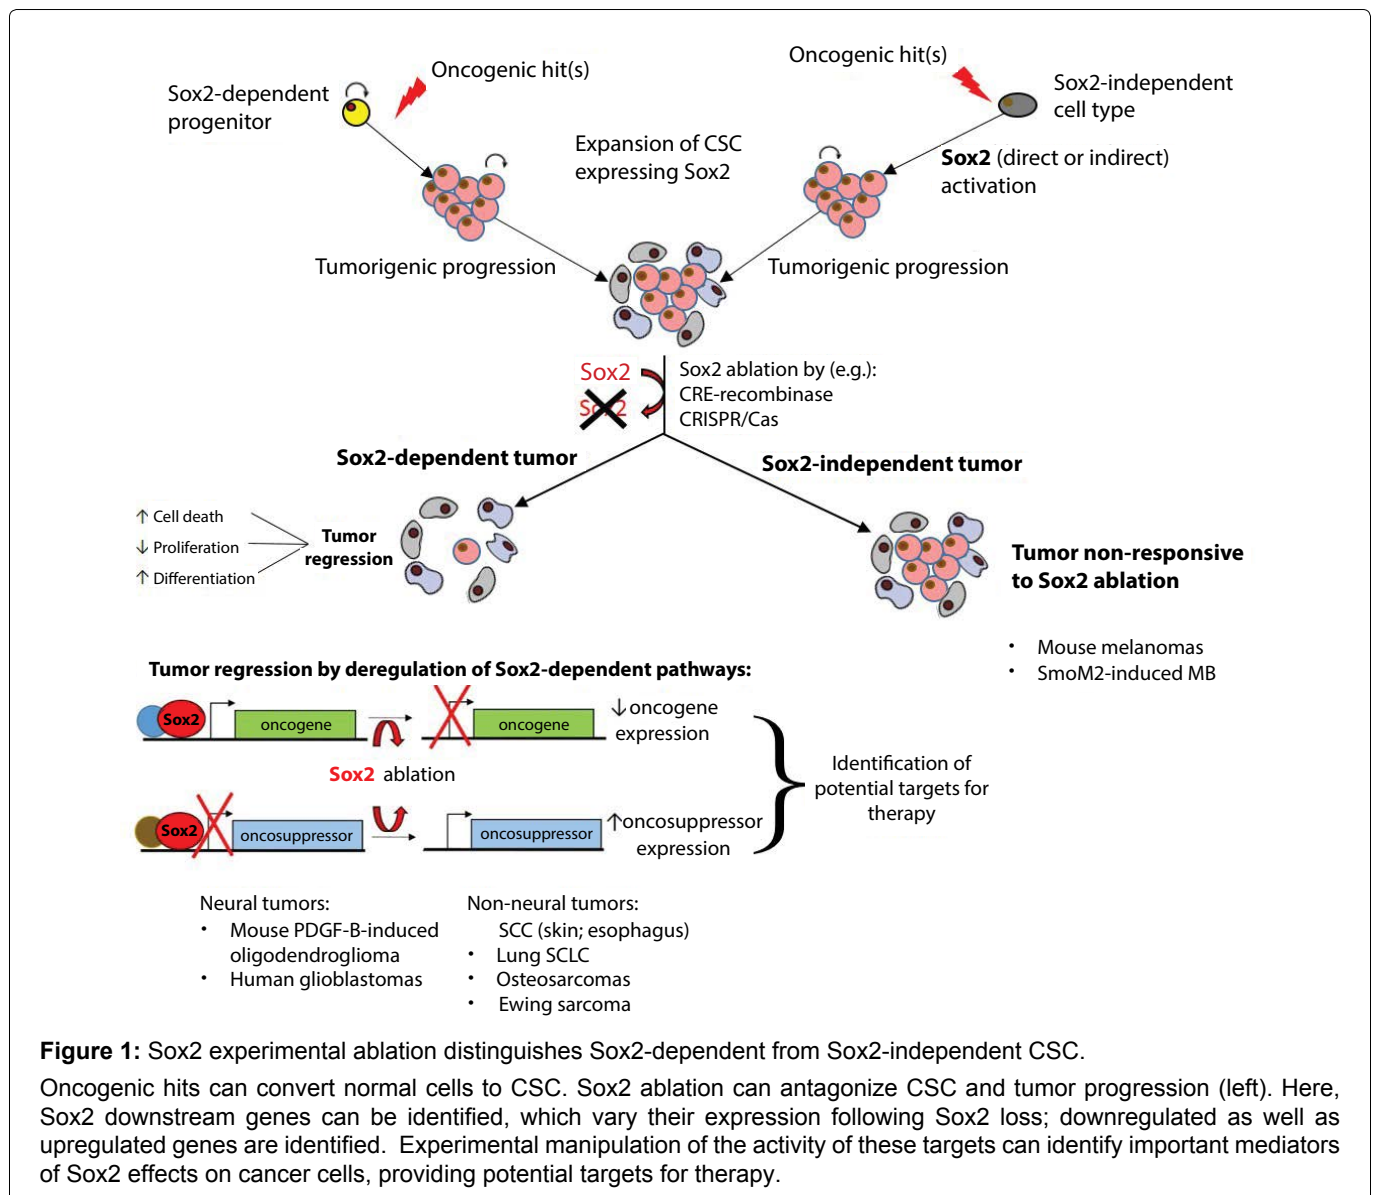 Oncogenic hit(s)
Sox2-dependent
progenitor
Oncogenic hit(s)
Sox2-independent
cell type
Expansion of CSC
expressing Sox2
Sox2 (direct or indirect)
activation
Tumorigenic progression
Tumorigenic progression
Sox2
Sox2
Sox2 ablation by (e.g.):
CRE-recombinase
CRISPR/Cas
Sox2-dependent tumor
Sox2-independent tumor
↑ Cell death
↓ Proliferation
↑ Differentiation
Tumor
regression
Tumor non-responsive
to Sox2 ablation
• Mouse melanomas
• SmoM2-induced MB
Tumor regression by deregulation of Sox2-dependent pathways:
Sox2
oncogene
oncogene
↓oncogene
expression
Sox2 ablation
Sox2
oncosuppressor
oncosuppressor
↑oncosuppressor
expression
Identification of
potential targets for
therapy
Neural tumors:
• Mouse PDGF-B-induced
oligodendroglioma
• Human glioblastomas
Non-neural tumors:
SCC (skin; esophagus)
• Lung SCLC
• Osteosarcomas
• Ewing sarcoma
Figure 1: Sox2 experimental ablation distinguishes Sox2-dependent from Sox2-independent CSC.
Oncogenic hits can convert normal cells to CSC. Sox2 ablation can antagonize CSC and tumor progression (left). Here,
Sox2 downstream genes can be identified, which vary their expression following Sox2 loss; downregulated as well as
upregulated genes are identified. Experimental manipulation of the activity of these targets can identify important mediators
of Sox2 effects on cancer cells, providing potential targets for therapy.